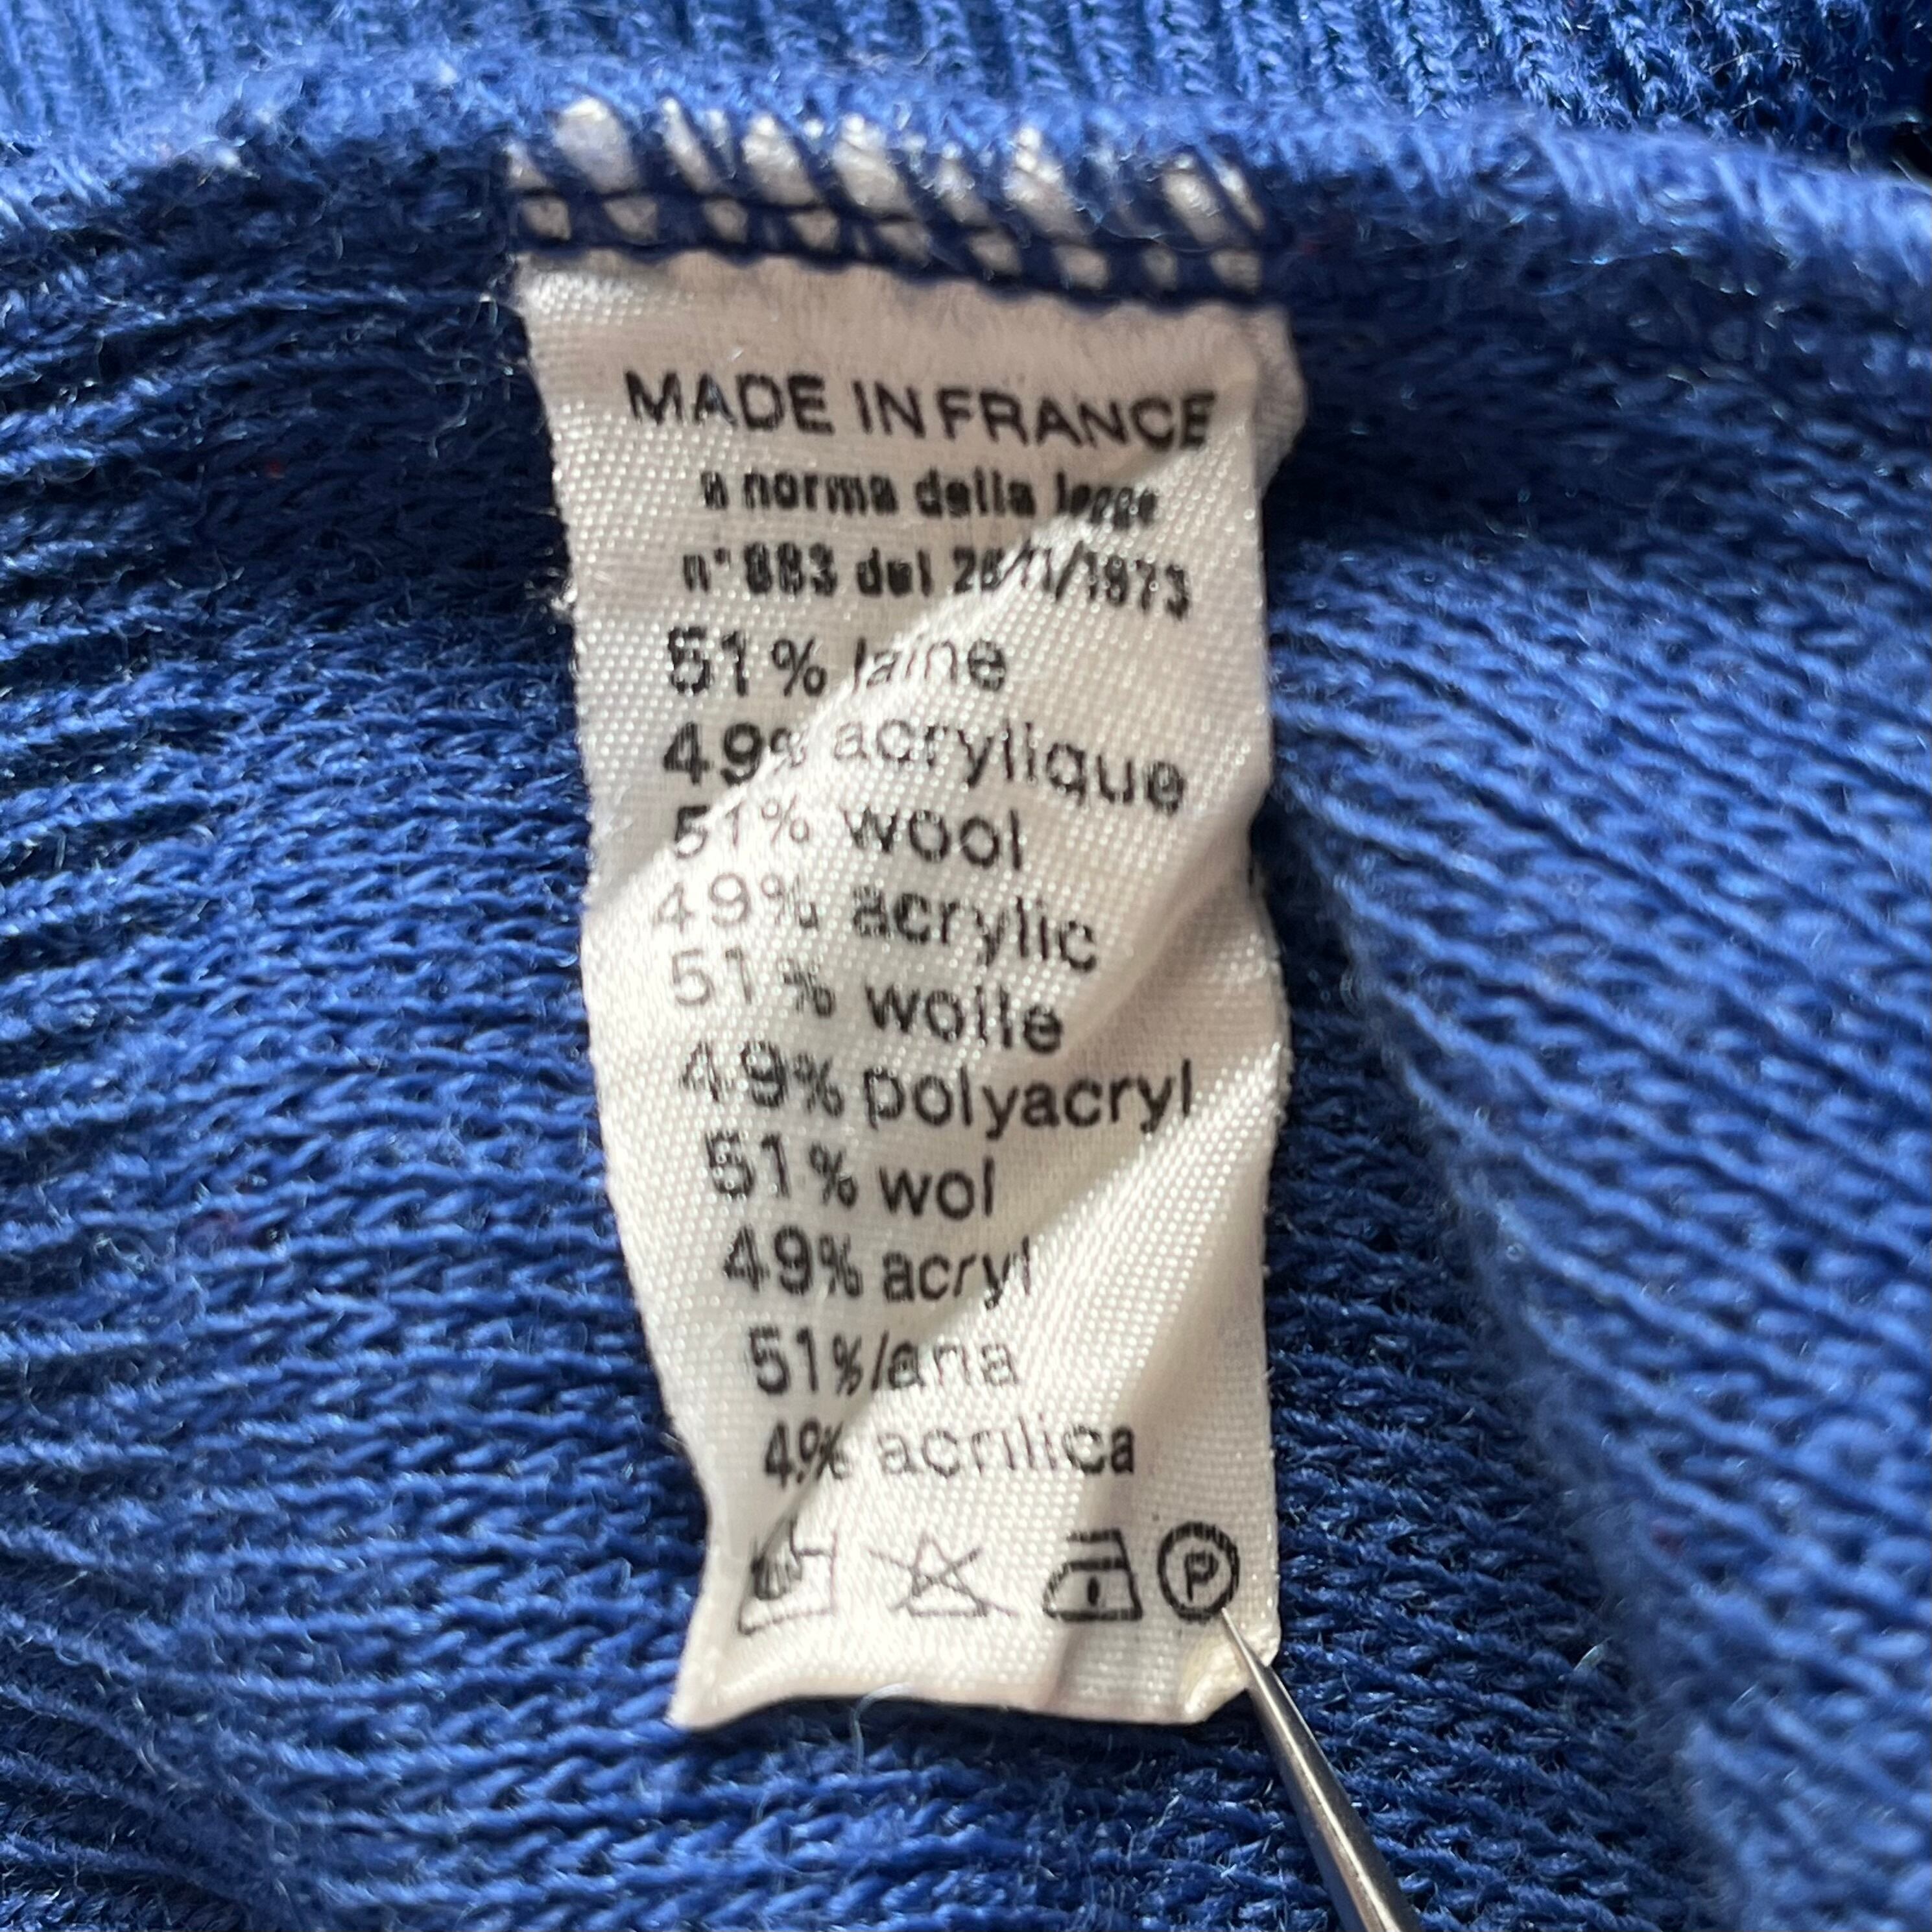 MADE IN FRANCE
a norma della legge
n° 883 del 26/11/1973
51% laine
49% acrylique
51% wool
49% acrylic
51% wolle
49% polyacryl
51% wol
49% acryl
51% lana
49% acrilica
P